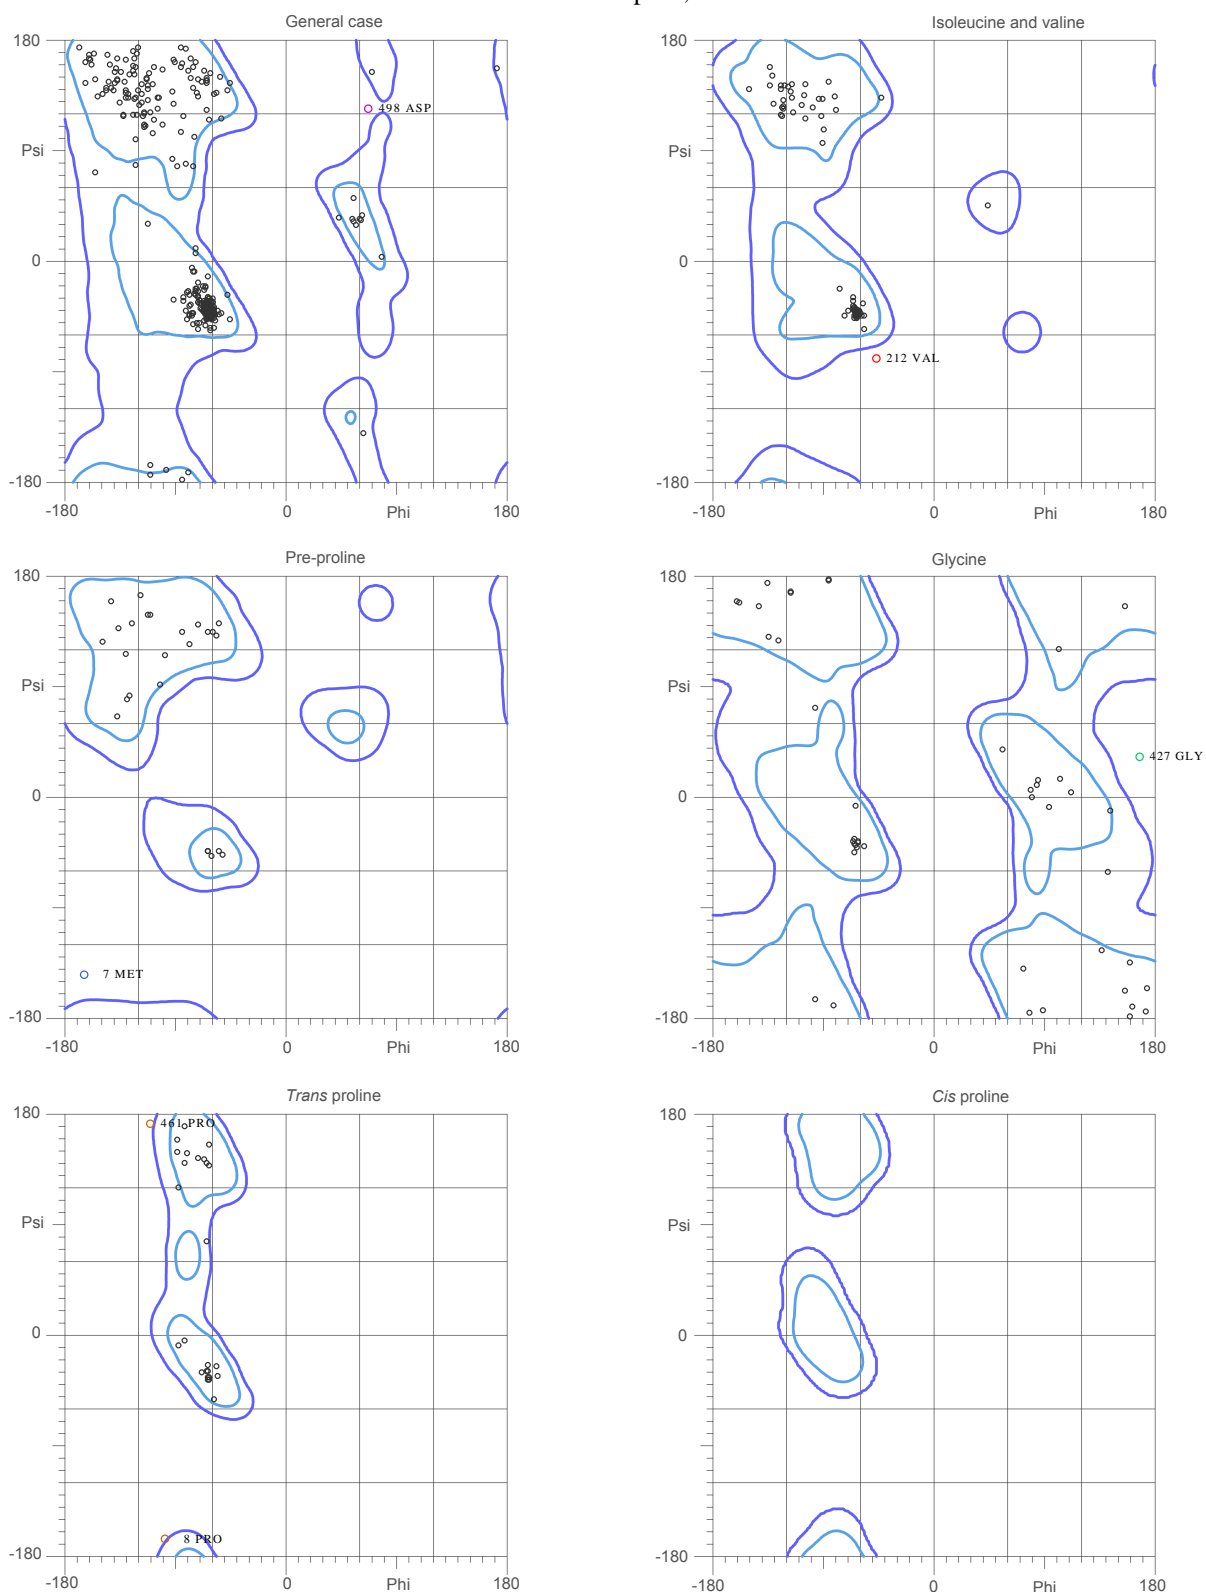 General case
Isoleucine and valine
180
498 ASP
Psi
0
-180
-180
0
Phi
180
180
Psi
0
212 VAL
-180
-180
0
Phi
180
Pre-proline
Glycine
180
Psi
0
7 MET
-180
-180
0
Phi
180
180
Psi
427 GLY
0
-180
-180
0
Phi
180
Trans proline
Cis proline
180
461 PRO
Psi
0
8 PRO
-180
-180
0
Phi
180
180
Psi
0
-180
-180
0
Phi
180